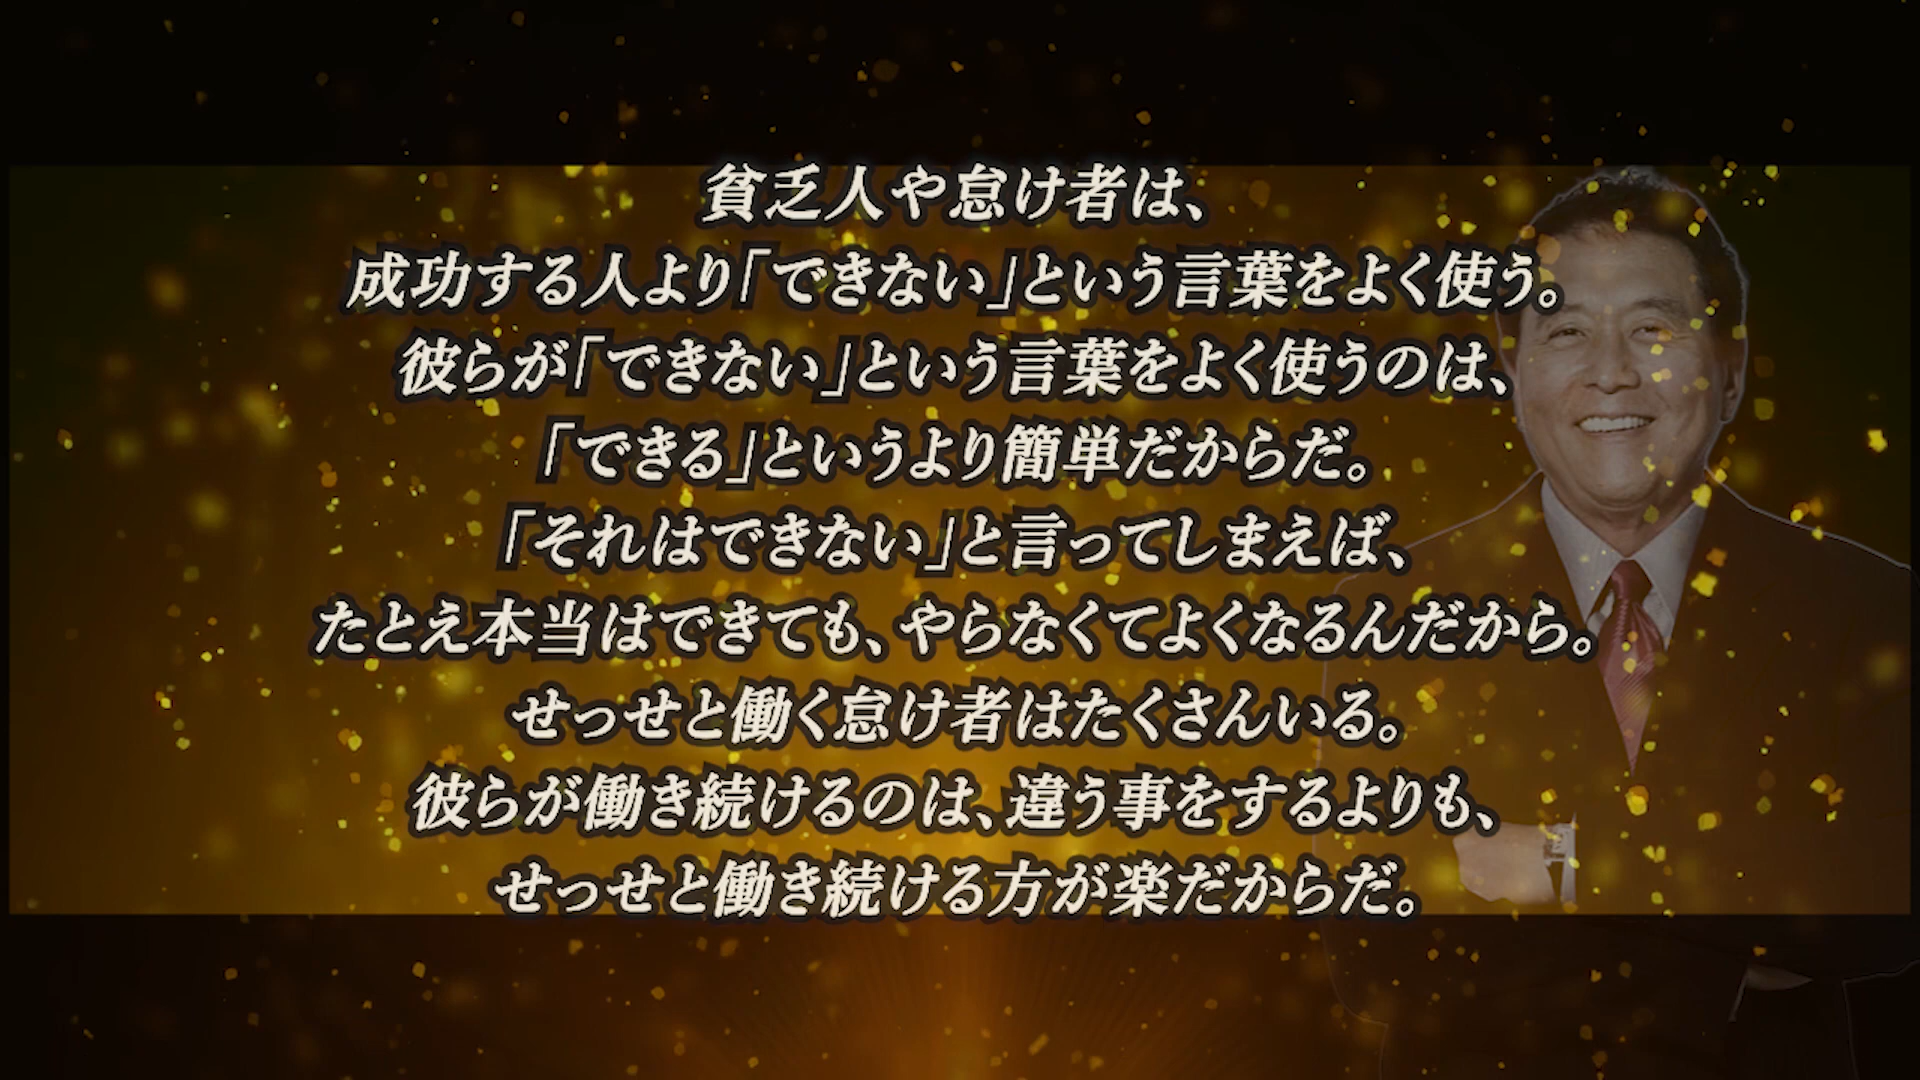 貧乏人や怠け者は、
成功する人より｢できない｣という言葉をよく使う。
彼らが｢できない｣という言葉をよく使うのは、
｢できる｣というより簡単だからだ。
｢それはできない｣と言ってしまえば、
たとえ本当はできても、やらなくてよくなるんだから。
せっせと働く怠け者はたくさんいる。
彼らが働き続けるのは、違う事をするよりも、
せっせと働き続ける方が楽だからだ。